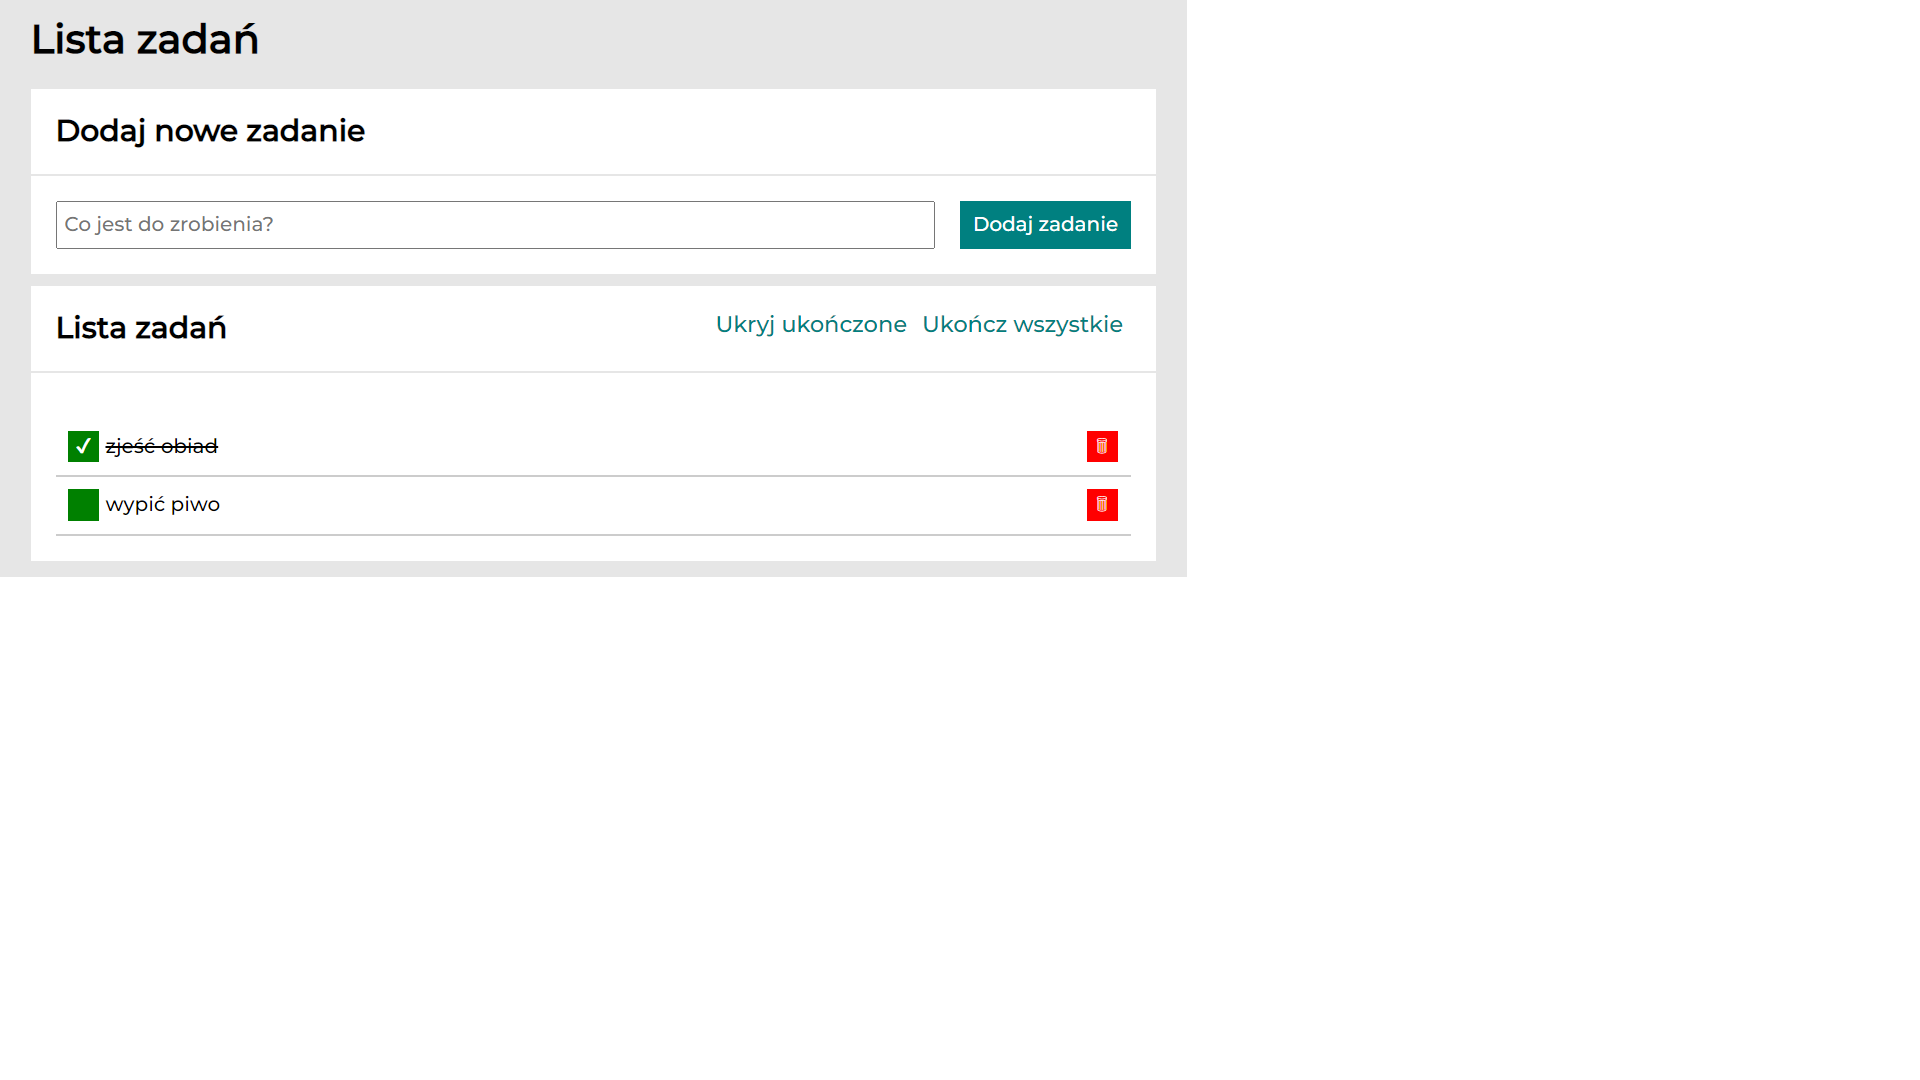 Lista zadań
Dodaj nowe zadanie
Co jest do zrobienia?
Dodaj zadanie
Lista zadań
Ukryj ukończone Ukończ wszystkie
✓ zjeść obiad
wypić piwo